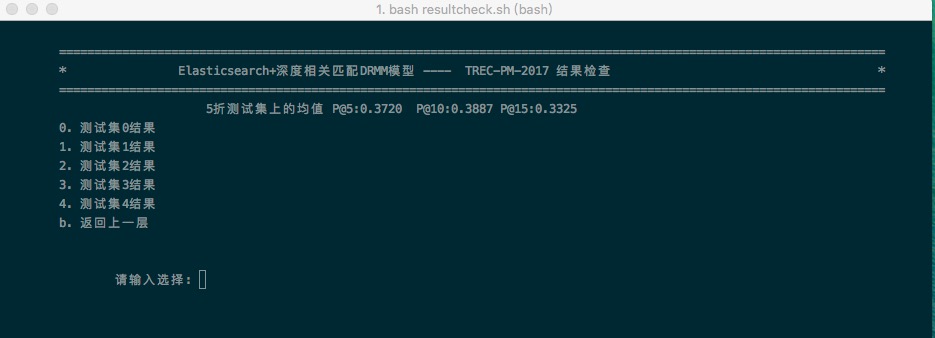 1. bash resultcheck.sh (bash)
==========================================================================================
* Elasticsearch+深度相关匹配DRMM模型 ---- TREC-PM-2017 结果检查 *
==========================================================================================
5折测试集上的均值 P@5:0.3720 P@10:0.3887 P@15:0.3325
0. 测试集0结果
1. 测试集1结果
2. 测试集2结果
3. 测试集3结果
4. 测试集4结果
b. 返回上一层
请输入选择: